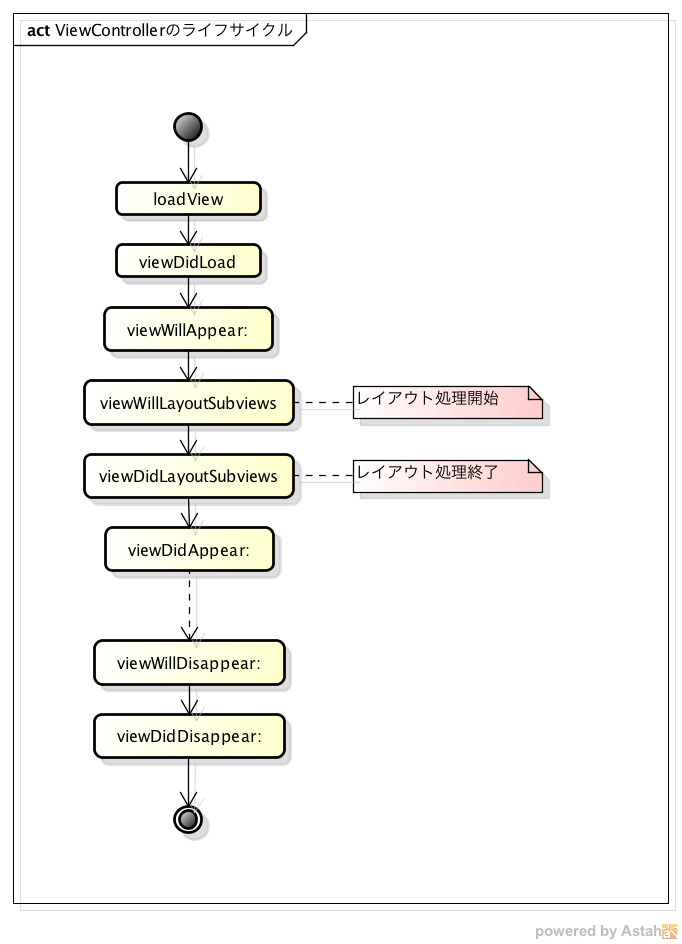 act ViewControllerのライフサイクル
loadView
viewDidLoad
viewWillAppear:
viewWillLayoutSubviews
レイアウト処理開始
viewDidLayoutSubviews
レイアウト処理終了
viewDidAppear:
viewWillDisappear:
viewDidDisappear:
powered by Astah